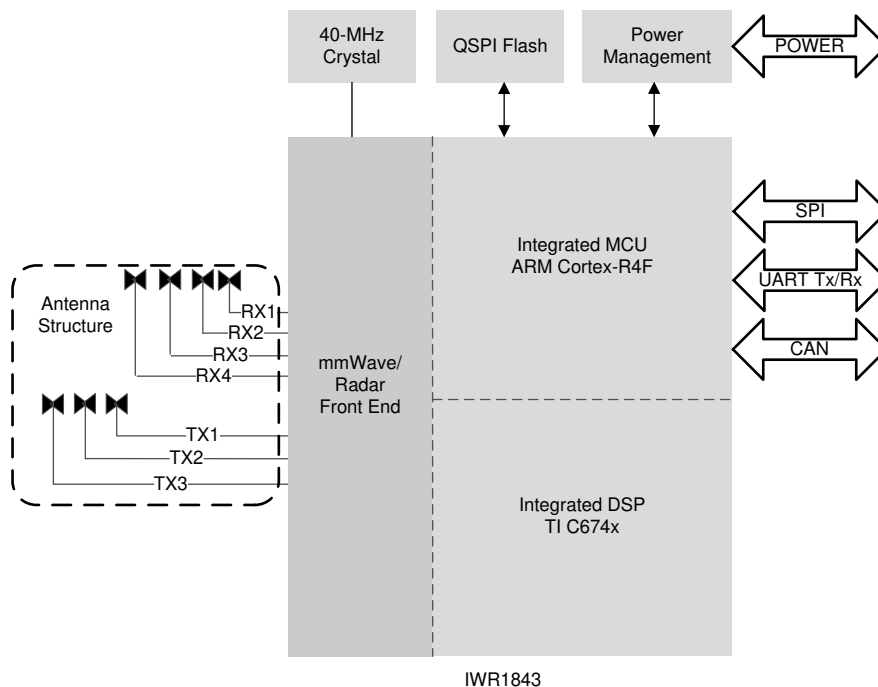 40-MHz
Crystal
QSPI Flash
Power
Management
POWER
SPI
Integrated MCU
ARM Cortex-R4F
UART Tx/Rx
CAN
Antenna
Structure
RX1
RX2
RX3
RX4
mmWave/
Radar
Front End
TX1
TX2
TX3
Integrated DSP
TI C674x
IWR1843